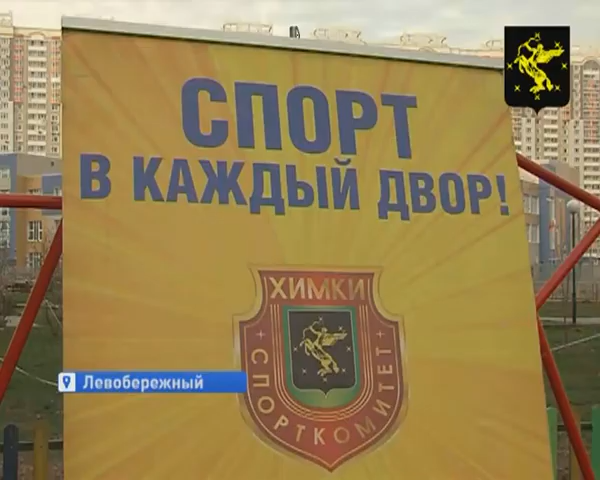 СПОРТ
В КАЖДЫЙ ДВОР!
ХИМКИ
СПОРТКОМИТЕТ
Левобережный